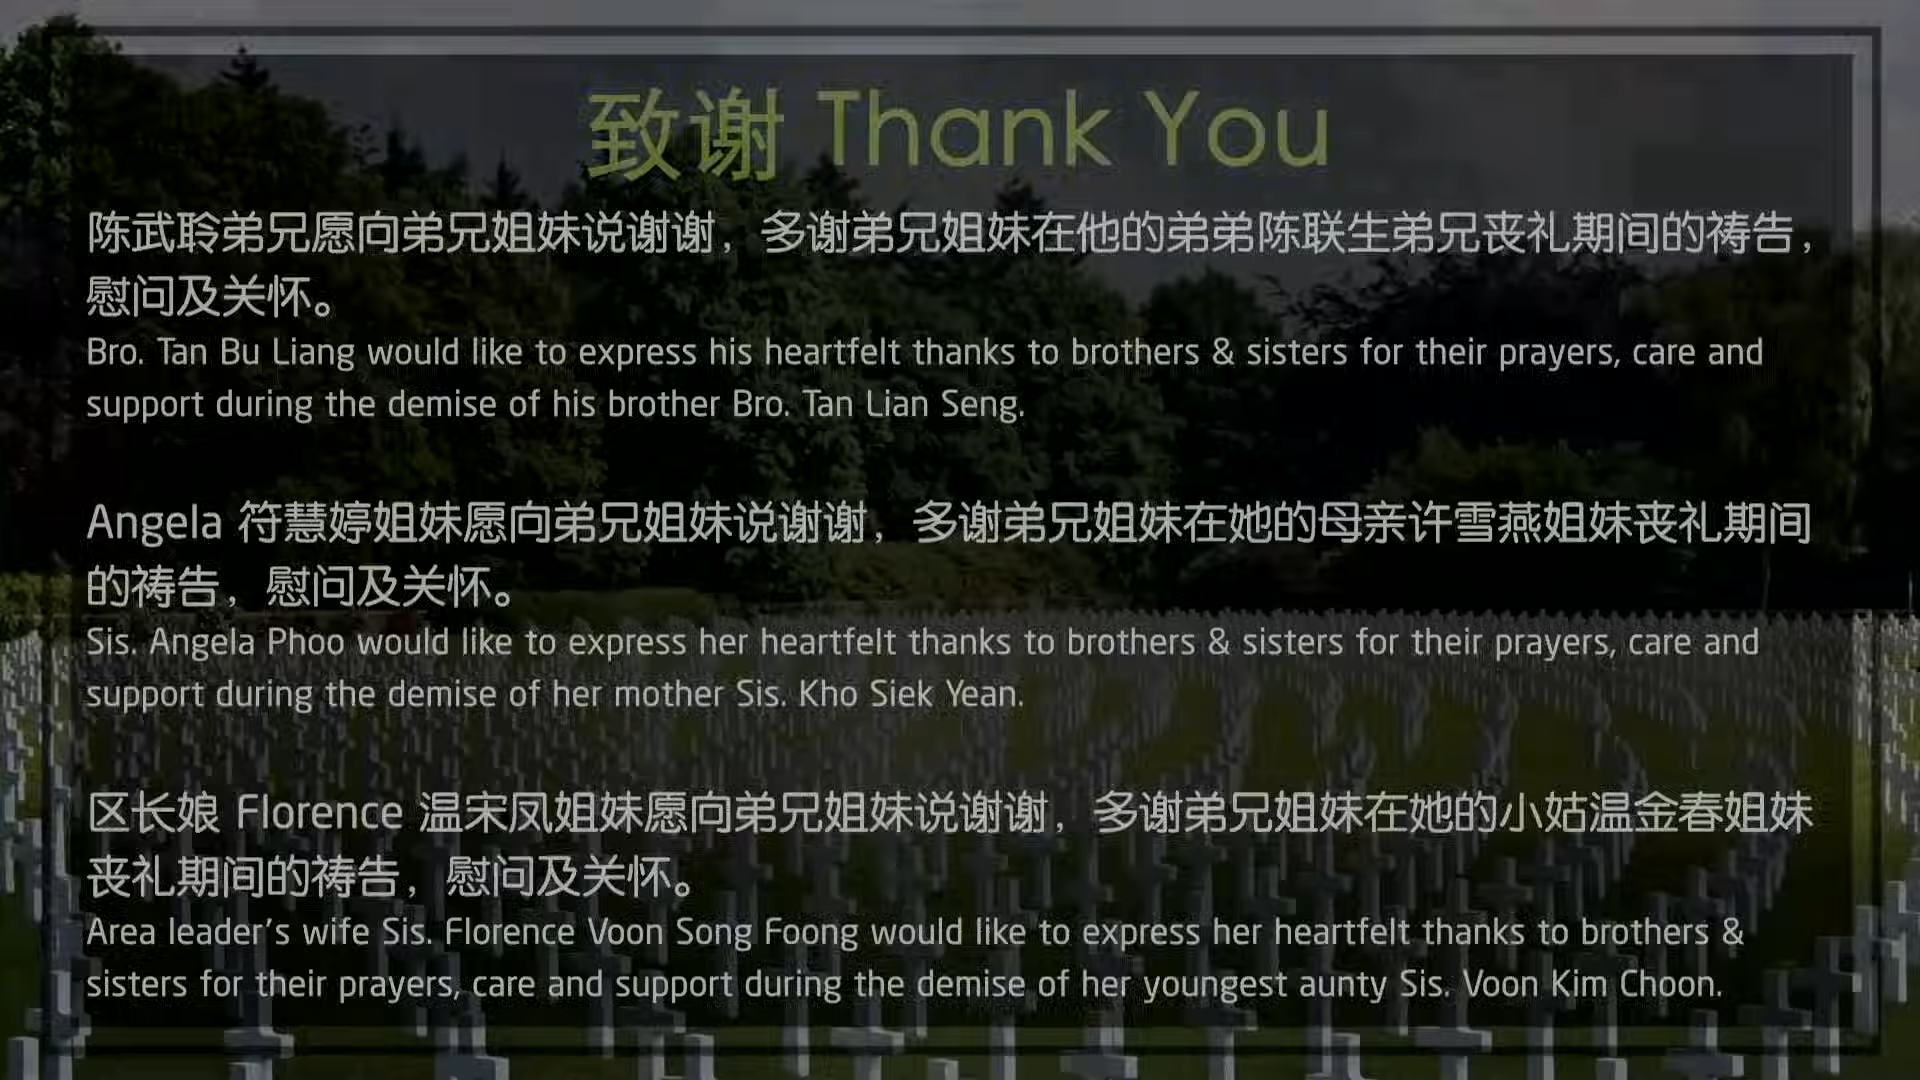 致谢 Thank You
陈武聆弟兄愿向弟兄姐妹说谢谢，多谢弟兄姐妹在他的弟弟陈联生弟兄丧礼期间的祷告，
慰问及关怀。
Bro. Tan Bu Liang would like to express his heartfelt thanks to brothers & sisters for their prayers, care and
support during the demise of his brother Bro. Tan Lian Seng.
Angela 符慧婷姐妹愿向弟兄姐妹说谢谢，多谢弟兄姐妹在她的母亲许雪燕姐妹丧礼期间
的祷告，慰问及关怀。
Sis. Angela Phoo would like to express her heartfelt thanks to brothers & sisters for their prayers, care and
support during the demise of her mother Sis. Kho Siek Yean.
区长娘 Florence 温宋凤姐妹愿向弟兄姐妹说谢谢，多谢弟兄姐妹在她的小姑温金春姐妹
丧礼期间的祷告，慰问及关怀。
Area leader's wife Sis. Florence Voon Song Foong would like to express her heartfelt thanks to brothers &
sisters for their prayers, care and support during the demise of her youngest aunty Sis. Voon Kim Choon.